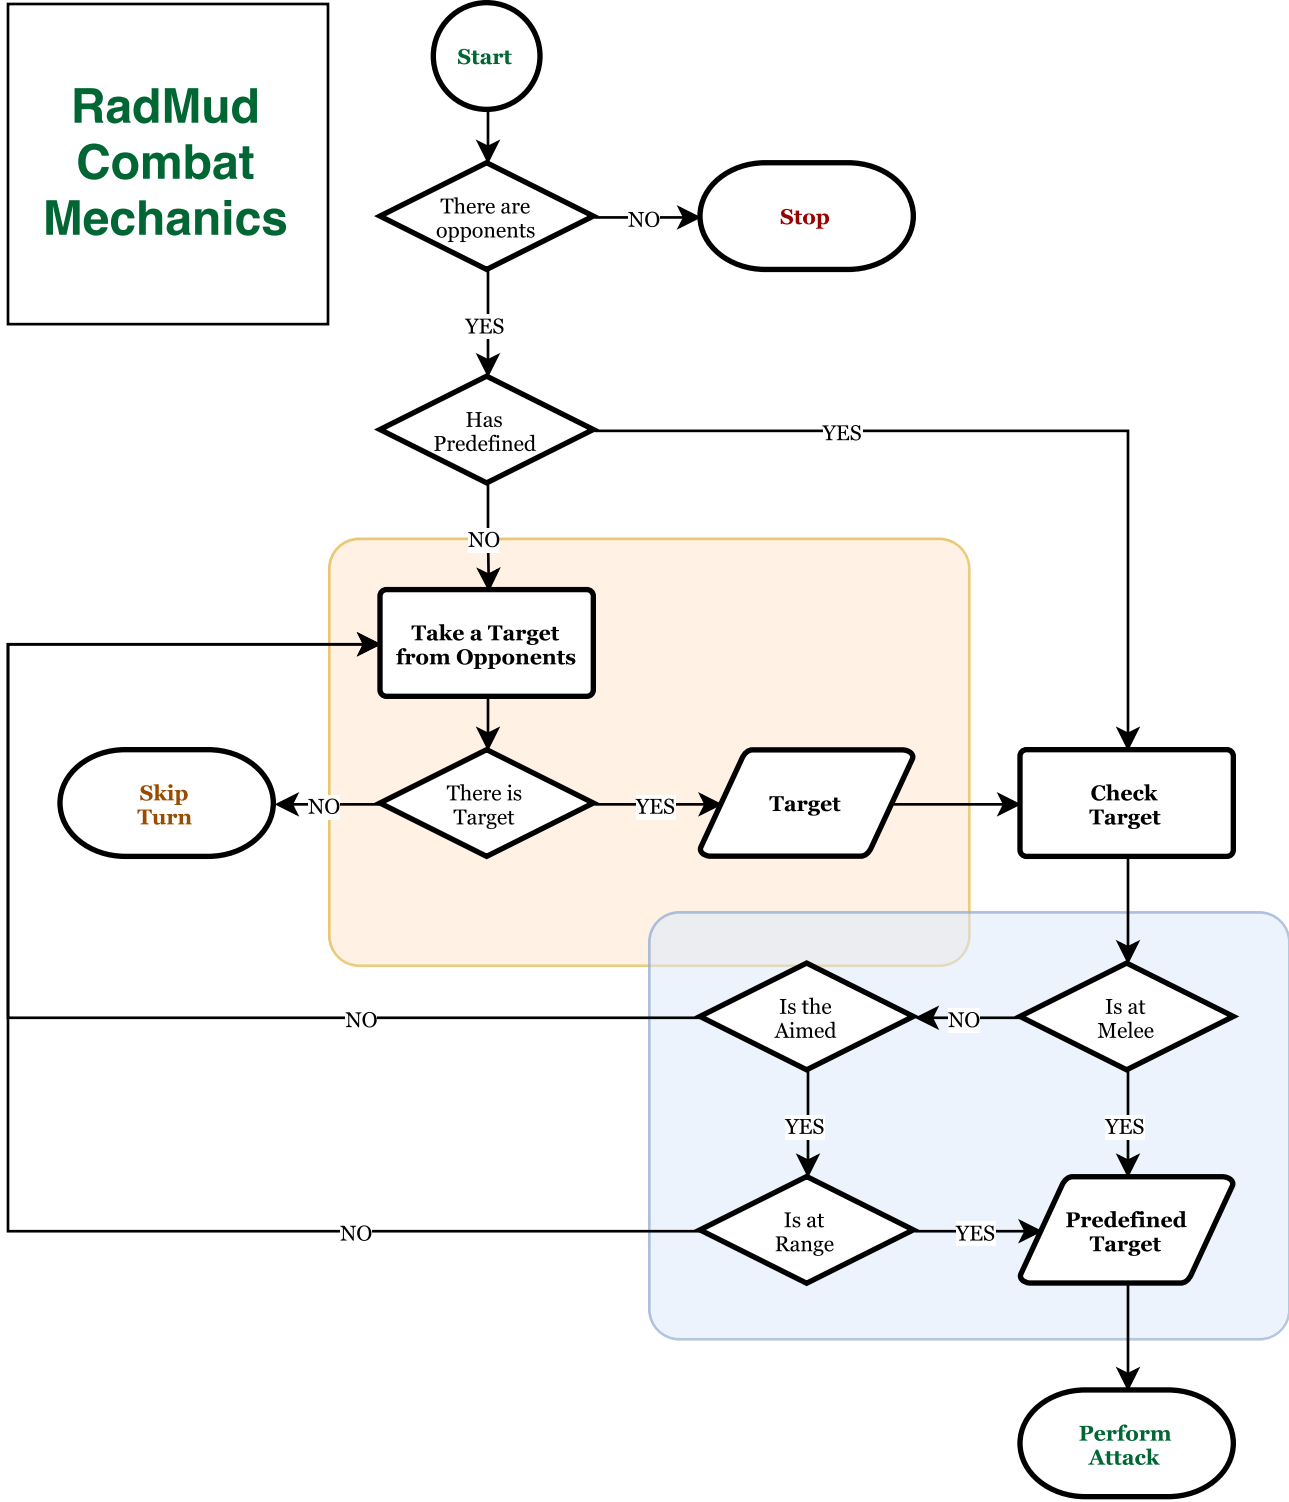 RadMud
Combat
Mechanics
Start
There are
opponents
NO
Stop
YES
Has
Predefined
YES
NO
Take a Target
from Opponents
Skip
Turn
NO
There is
Target
YES
Target
Check
Target
NO
Is the
Aimed
NO
Is at
Melee
YES
YES
NO
Is at
Range
YES
Predefined
Target
Perform
Attack